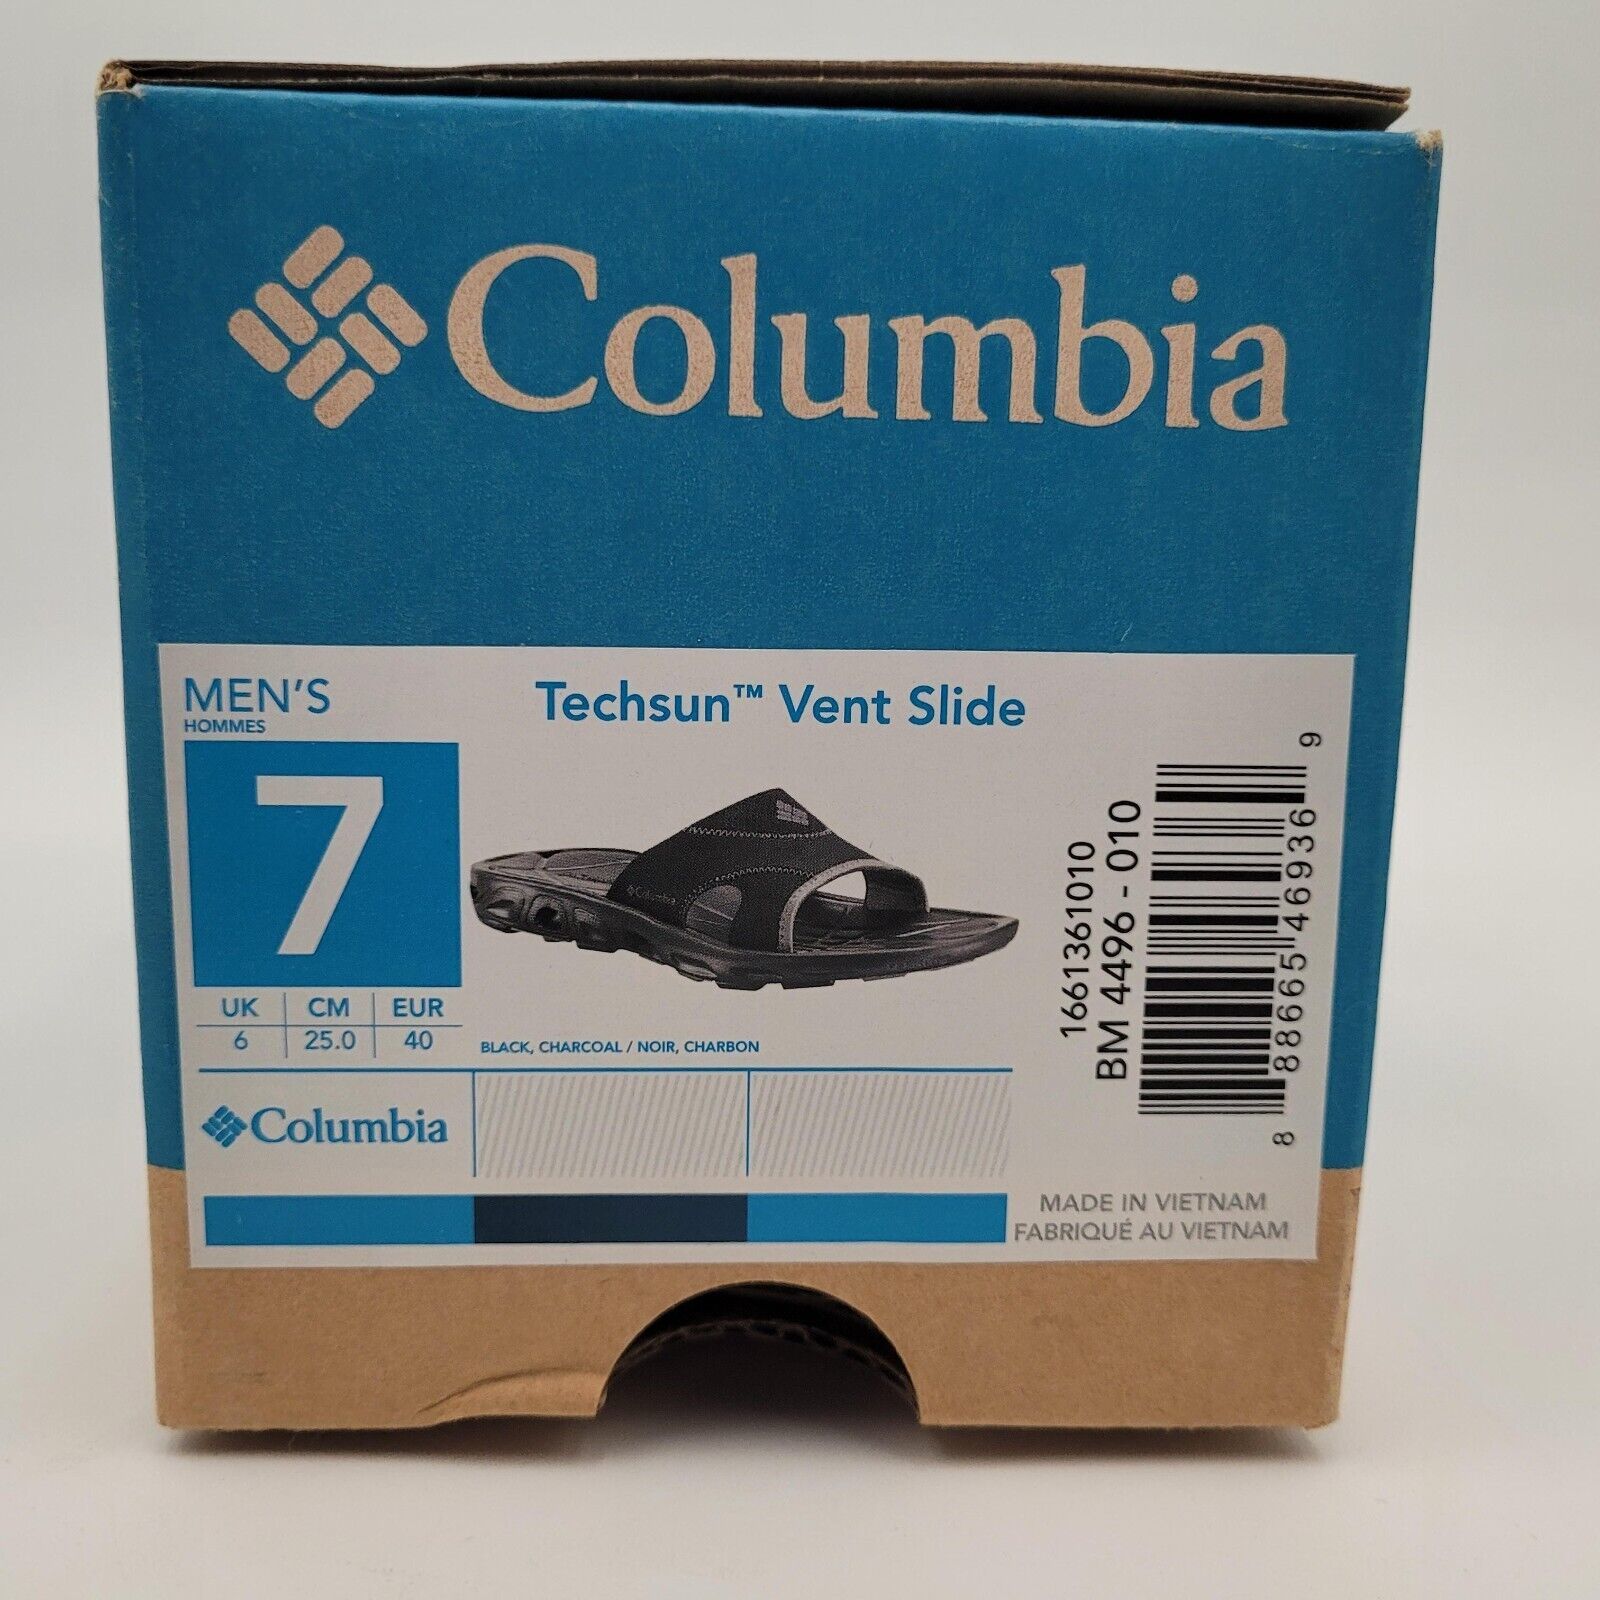 Columbia
MEN'S
HOMMES
Techsun™ Vent Slide
7
Columbia
UK CM EUR
6 25.0 40
BLACK, CHARCOAL / NOIR, CHARBON
1661361010
BM 4496 - 010
8 88665 46936 9
Columbia
MADE IN VIETNAM
FABRIQUÉ AU VIETNAM